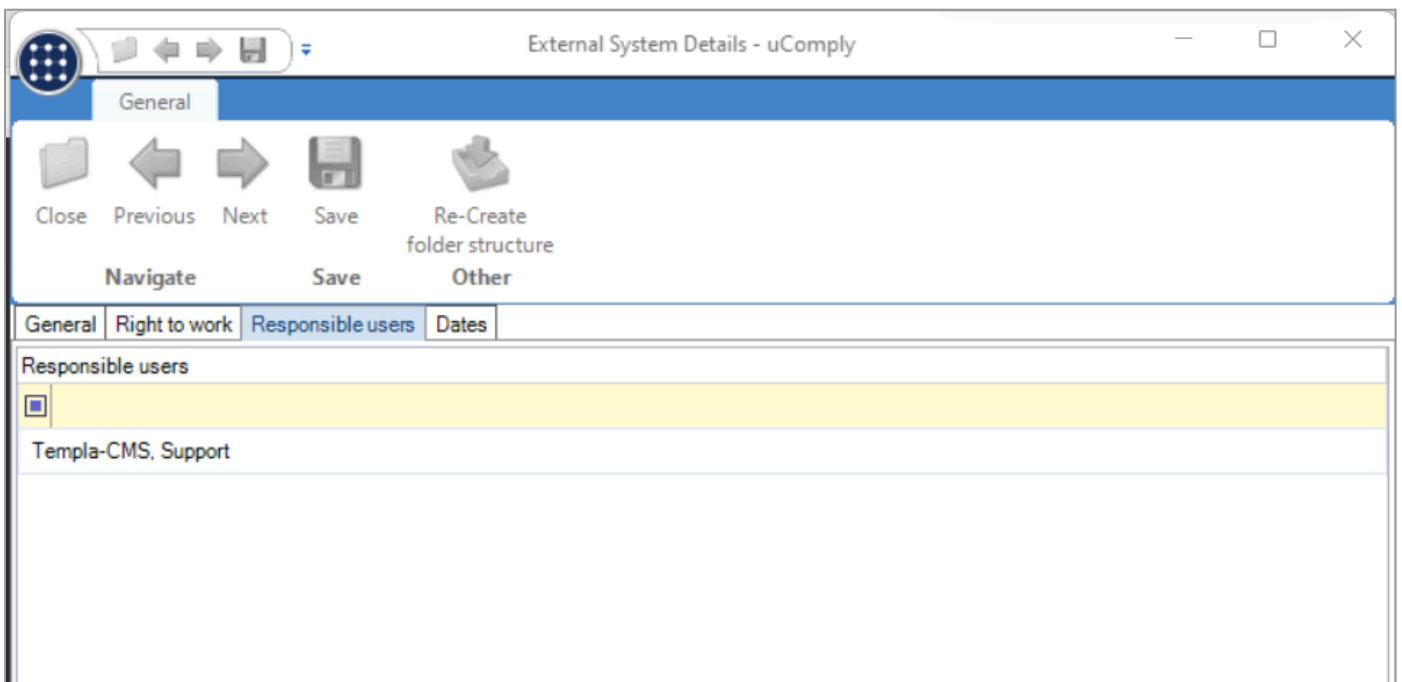 External System Details - uComply
General
Close Previous Next Save Re-Create
folder structure
Navigate Save Other
General Right to work Responsible users Dates
Responsible users
Templa-CMS, Support